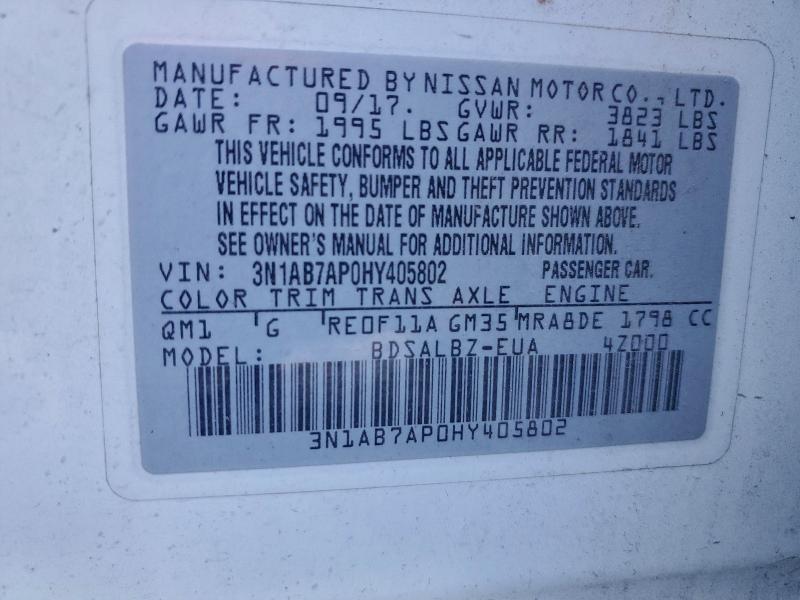 MANUFACTURED BY NISSAN MOTOR CO., LTD.
DATE: 09/17. GVWR: 3823 LBS
GAWR FR: 1995 LBS GAWR RR: 1841 LBS
THIS VEHICLE CONFORMS TO ALL APPLICABLE FEDERAL MOTOR
VEHICLE SAFETY, BUMPER AND THEFT PREVENTION STANDARDS
IN EFFECT ON THE DATE OF MANUFACTURE SHOWN ABOVE.
SEE OWNER'S MANUAL FOR ADDITIONAL INFORMATION.
VIN: 3N1AB7AP0HY405802 PASSENGER CAR.
COLOR TRIM TRANS AXLE ENGINE
QM1 G RE0F11A GM35 MRA8DE 1798 CC
MODEL: BDSALBZ-EUA 4Z000
3N1AB7AP0HY405802